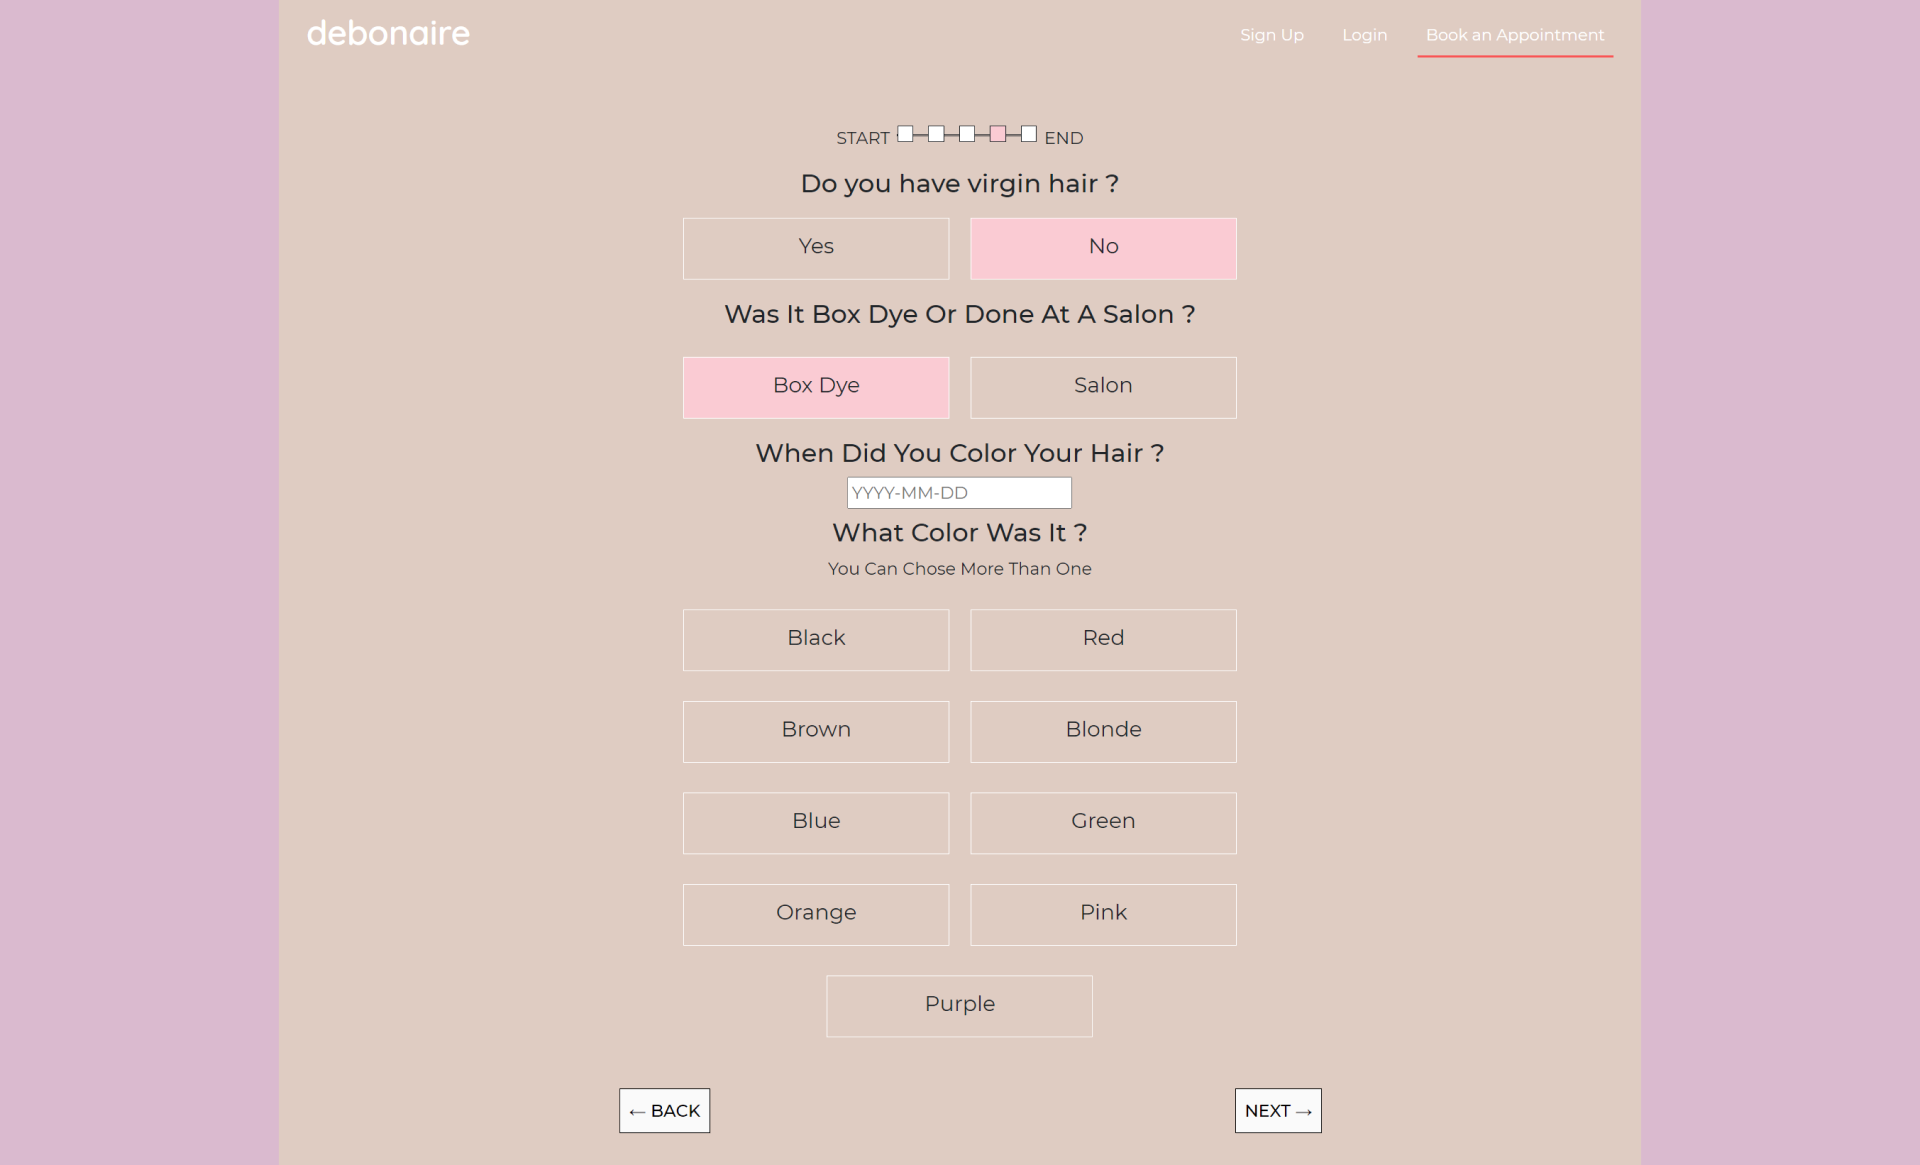 debonaire
Sign Up Login Book an Appointment
START END
Do you have virgin hair ?
Yes No
Was It Box Dye Or Done At A Salon ?
Box Dye Salon
When Did You Color Your Hair ?
YYYY-MM-DD
What Color Was It ?
You Can Chose More Than One
Black Red
Brown Blonde
Blue Green
Orange Pink
Purple
← BACK NEXT →